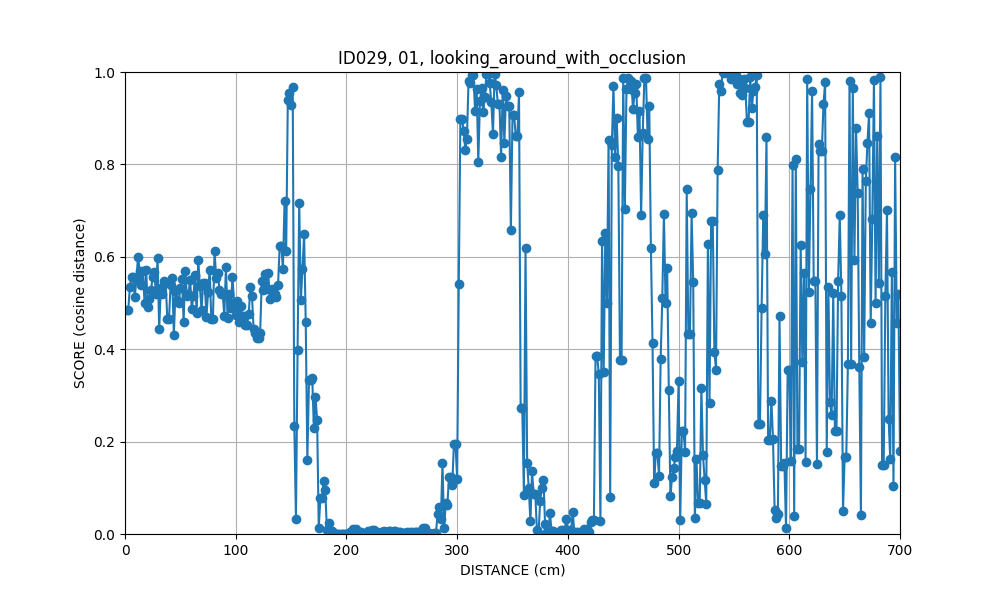 ID029, 01, looking_around_with_occlusion
SCORE (cosine distance)
1.0
0.8
0.6
0.4
0.2
0.0
0 100 200 300 400 500 600 700
DISTANCE (cm)